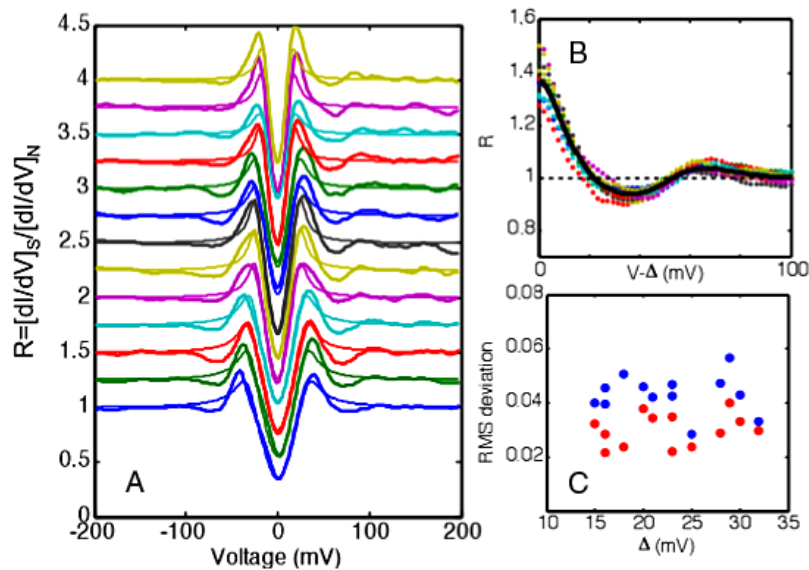 R=[dI/dV]S/[dI/dV]N
4.5
4
3.5
3
2.5
2
1.5
1
0.5
0
-200 -100 0 100 200
Voltage (mV)
A
1.6
1.4
1.2
1
0.8
R
B
0 100
V-Δ (mV)
0.08
0.06
0.04
0.02
RMS deviation
C
10 15 20 25 30 35
Δ (mV)